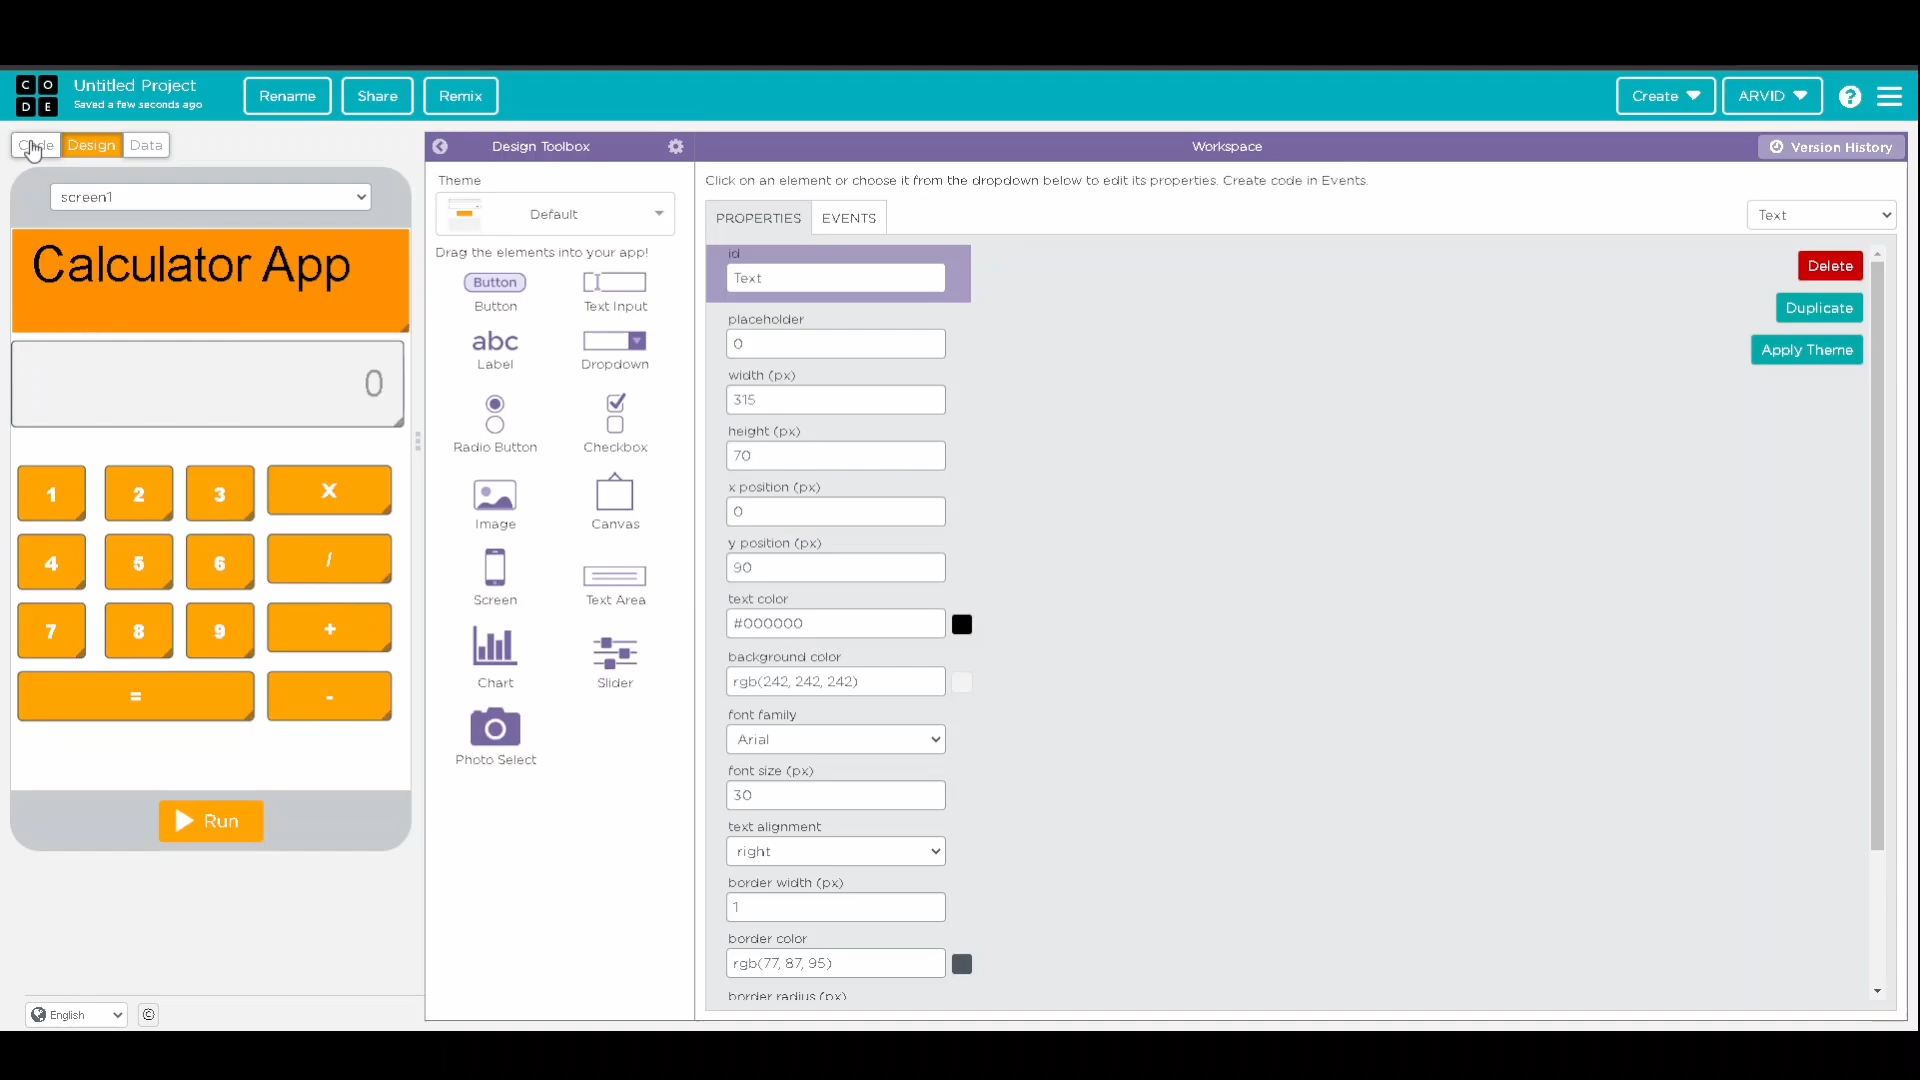 C O
D E
Untitled Project
Saved a few seconds ago
Rename
Share
Remix
Create
ARVID
?
Code
Design
Data
Design Toolbox
Workspace
Version History
screen1
Calculator App
0
1
2
3
X
4
5
6
/
7
8
9
+
=
-
Run
English
©
Theme
Default
Drag the elements into your app!
Button
Button
Text Input
abc
Label
Dropdown
Radio Button
Checkbox
Image
Canvas
Screen
Text Area
Chart
Slider
Photo Select
Click on an element or choose it from the dropdown below to edit its properties. Create code in Events.
PROPERTIES
EVENTS
Text
Delete
Duplicate
Apply Theme
id
Text
placeholder
0
width (px)
315
height (px)
70
x position (px)
0
y position (px)
90
text color
#000000
background color
rgb(242, 242, 242)
font family
Arial
font size (px)
30
text alignment
right
border width (px)
1
border color
rgb(77, 87, 95)
border radius (px)